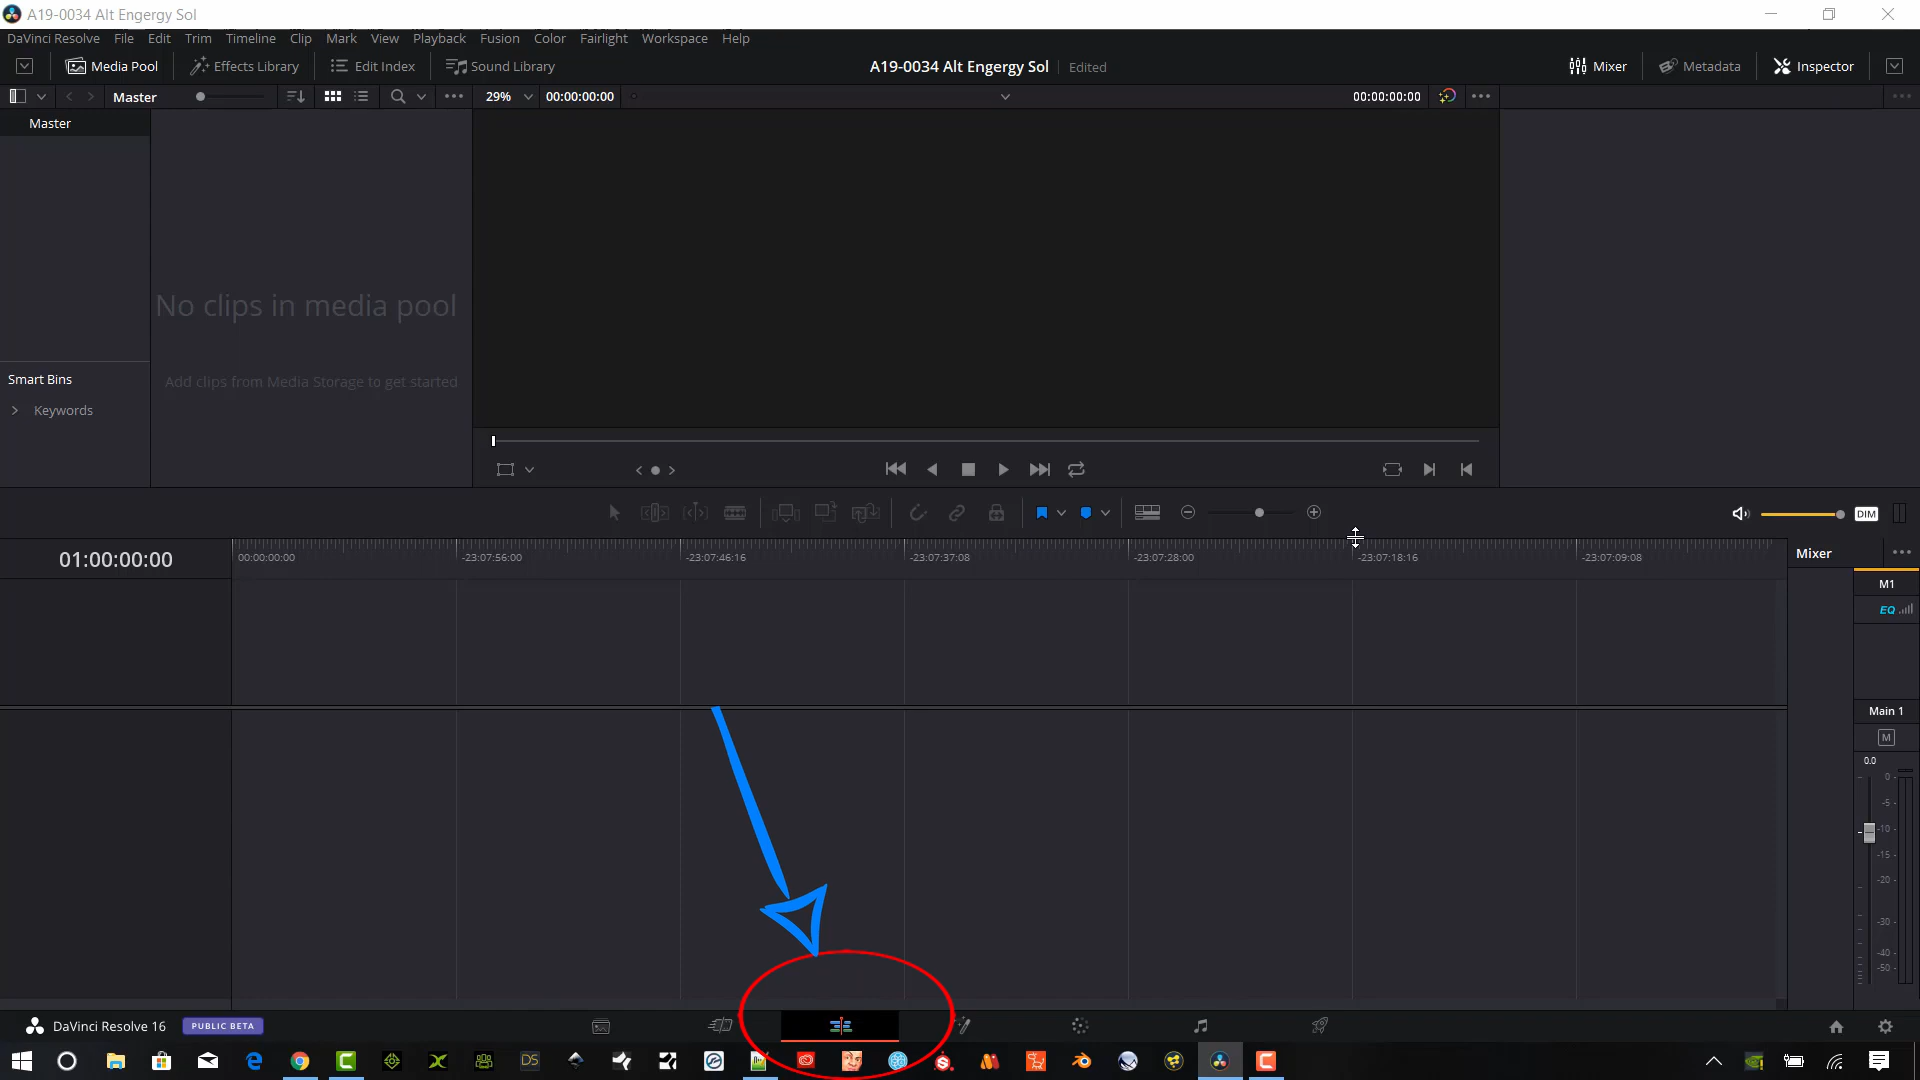 A19-0034 Alt Engergy Sol
DaVinci Resolve File Edit Trim Timeline Clip Mark View Playback Fusion Color Fairlight Workspace Help
Media Pool Effects Library Edit Index Sound Library A19-0034 Alt Engergy Sol Edited Mixer Metadata Inspector
Master 29% 00:00:00:00 00:00:00:00
Master
No clips in media pool
Add clips from Media Storage to get started
Smart Bins
Keywords
DIM
01:00:00:00
00:00:00:00 -23:07:56:00 -23:07:46:16 -23:07:37:08 -23:07:28:00 -23:07:18:16 -23:07:09:08
Mixer
M1
EQ
Main 1
M
0.0
0
-5
-10
-15
-20
-30
-40
-50
DaVinci Resolve 16 PUBLIC BETA
DS